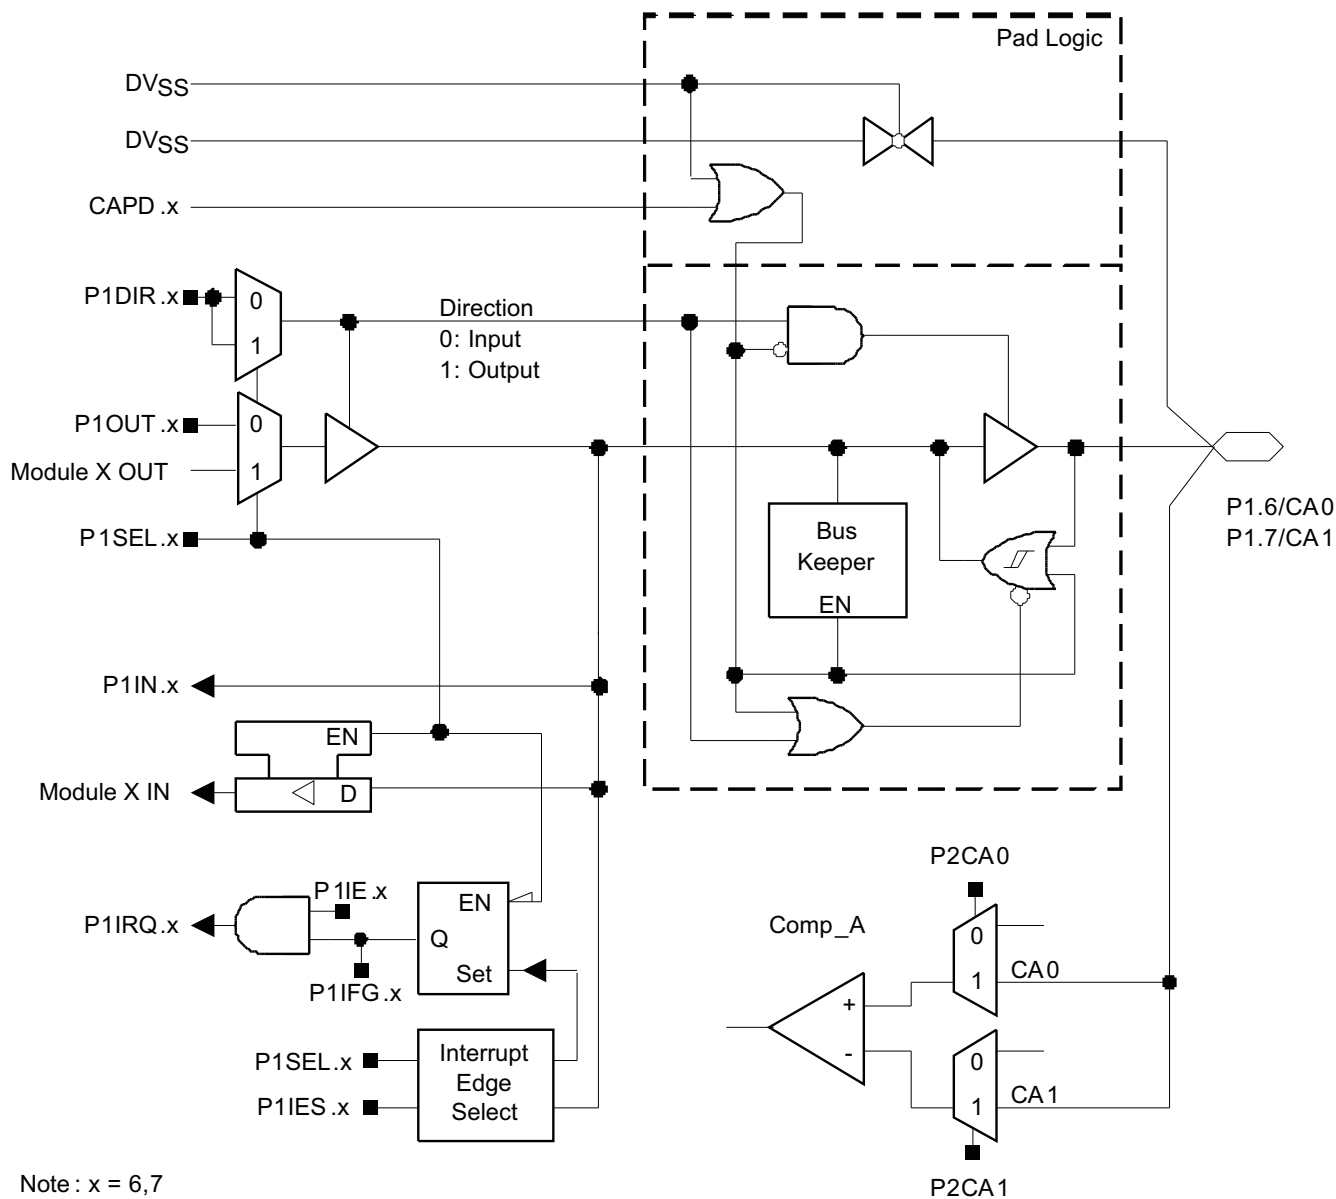 Pad Logic
DVSS
DVSS
CAPD .x
P1DIR .x
0
1
Direction
0: Input
1: Output
P1OUT .x
0
Module X OUT
1
P1SEL .x
P1.6/CA0
P1.7/CA1
Bus
Keeper
EN
P1IN .x
EN
Module X IN
D
P1IE .x
P1IRQ .x
EN
Q
Set
P1IFG .x
P1SEL .x
P1IES .x
Interrupt
Edge
Select
P2CA0
Comp_A
0
1
CA0
+
-
0
1
CA1
P2CA1
Note : x = 6,7